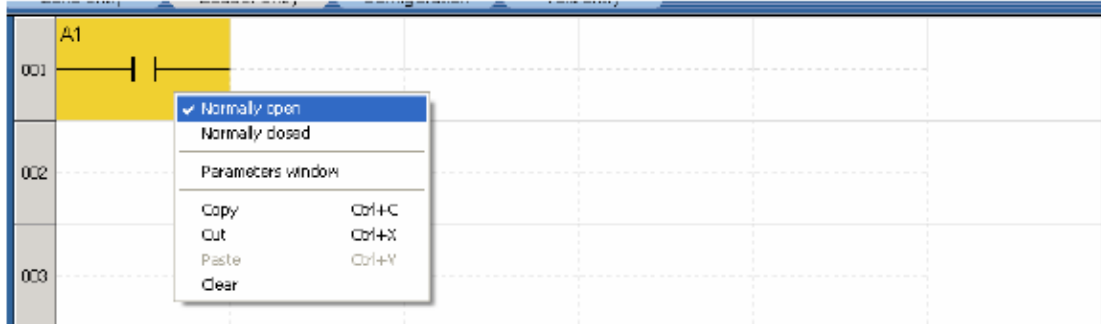 A1
001
Normally open
Normally closed
002
Parameters window
Copy Ctrl+C
Cut Ctrl+X
Paste Ctrl+V
003
Clear